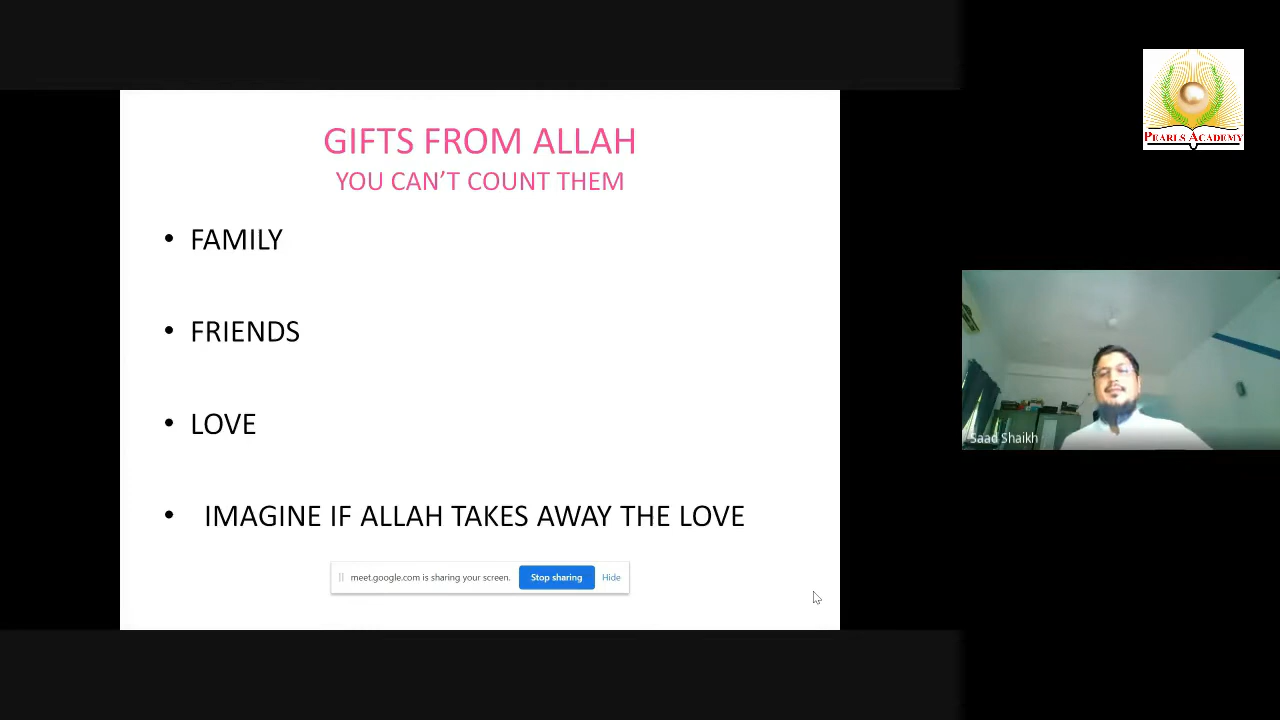 GIFTS FROM ALLAH
YOU CAN'T COUNT THEM
• FAMILY
• FRIENDS
• LOVE
• IMAGINE IF ALLAH TAKES AWAY THE LOVE
meet.google.com is sharing your screen. Stop sharing Hide
PEARLS ACADEMY
Saad Shaikh